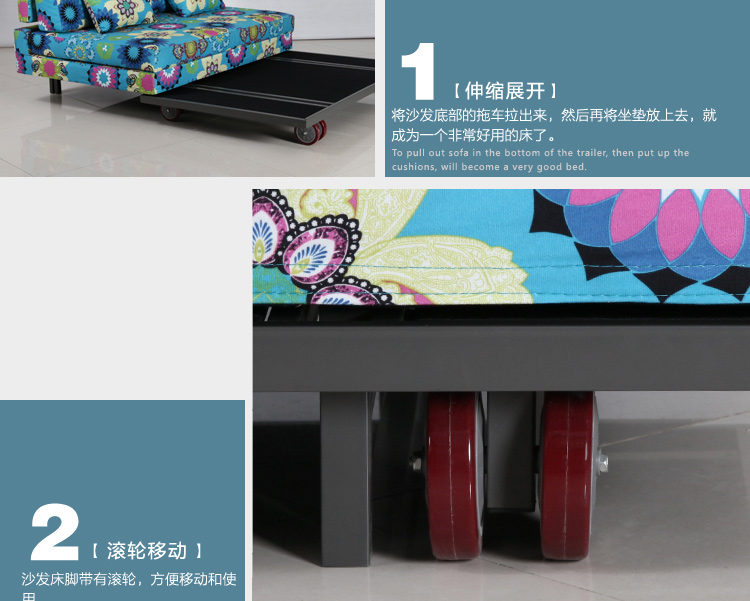 1
【伸缩展开】
将沙发底部的拖车拉出来，然后再将坐垫放上去，就
成为一个非常好用的床了。
To pull out sofa in the bottom of the trailer, then put up the
cushions, will become a very good bed.
2
【 滚轮移动 】
沙发床脚带有滚轮，方便移动和使
用